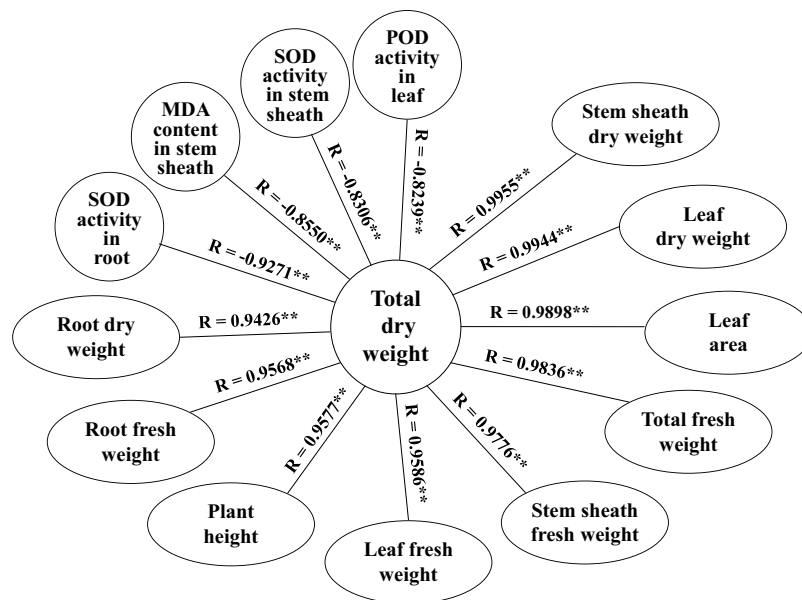 POD
activity
in
leaf
SOD
activity
in stem
sheath
MDA
content
in stem
sheath
SOD
activity
in
root
Stem sheath
dry weight
Leaf
dry weight
Leaf
area
Total fresh
weight
Stem sheath
fresh weight
Leaf fresh
weight
Plant
height
Root fresh
weight
Root dry
weight
Total
dry
weight
R = -0.8239**
R = -0.8306**
R = -0.8550**
R = -0.9271**
R = 0.9955**
R = 0.9944**
R = 0.9898**
R = 0.9836**
R = 0.9776**
R = 0.9586**
R = 0.9577**
R = 0.9568**
R = 0.9426**